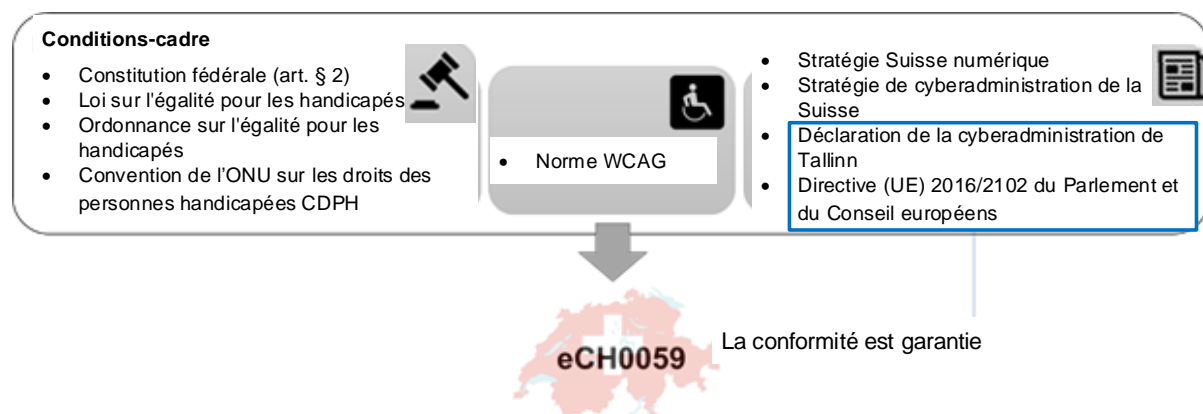 Conditions-cadre
• Constitution fédérale (art. § 2)
• Loi sur l'égalité pour les handicapés
• Ordonnance sur l'égalité pour les
handicapés
• Convention de l'ONU sur les droits des
personnes handicapées CDPH
• Norme WCAG
• Stratégie Suisse numérique
• Stratégie de cyberadministration de la
Suisse
• Déclaration de la cyberadministration de
Tallinn
• Directive (UE) 2016/2102 du Parlement et
du Conseil européens
La conformité est garantie
eCH0059